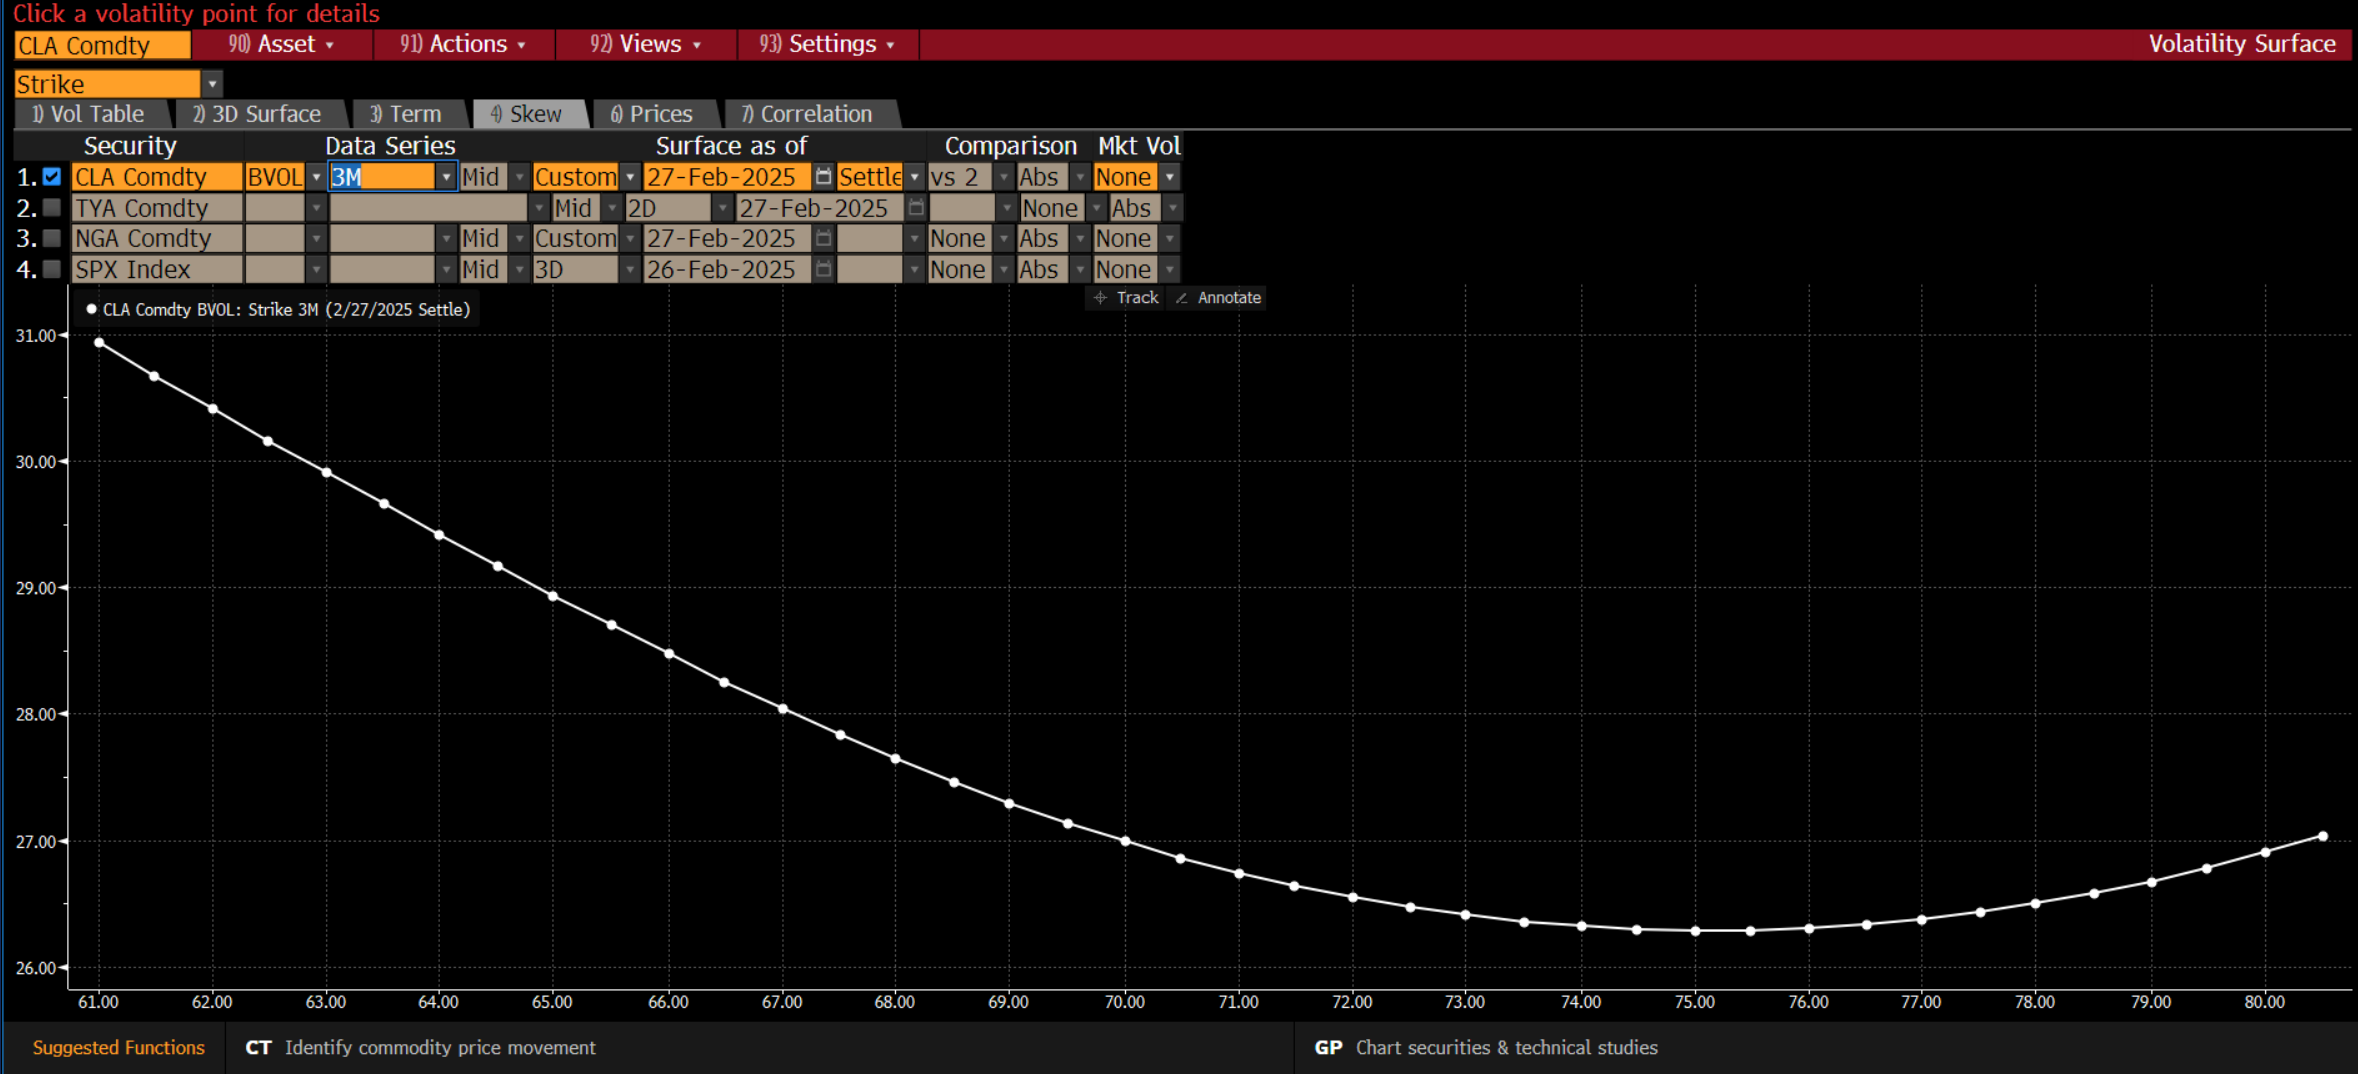 Click a volatility point for details
CLA Comdty 90) Asset 91) Actions 92) Views 93) Settings Volatility Surface
Strike
1) Vol Table 2) 3D Surface 3) Term 4) Skew 6) Prices 7) Correlation
Security Data Series Surface as of Comparison Mkt Vol
1. CLA Comdty BVOL 3M Mid Custom 27-Feb-2025 Settle vs 2 Abs None
2. TYA Comdty Mid 2D 27-Feb-2025 None Abs
3. NGA Comdty Mid Custom 27-Feb-2025 None Abs None
4. SPX Index Mid 3D 26-Feb-2025 None Abs None
Track Annotate
CLA Comdty BVOL: Strike 3M (2/27/2025 Settle)
31.00
30.00
29.00
28.00
27.00
26.00
61.00 62.00 63.00 64.00 65.00 66.00 67.00 68.00 69.00 70.00 71.00 72.00 73.00 74.00 75.00 76.00 77.00 78.00 79.00 80.00
Suggested Functions CT Identify commodity price movement GP Chart securities & technical studies